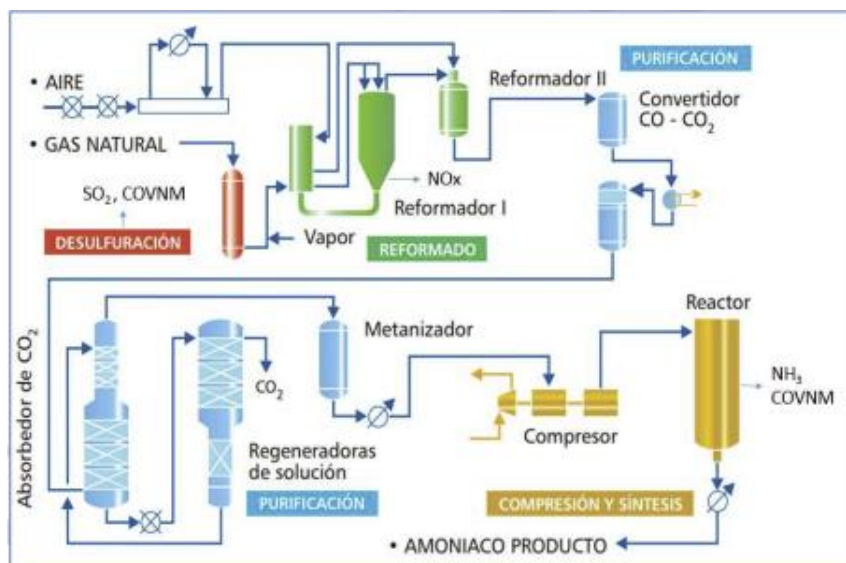 PURIFICACIÓN
Reformador II
Convertidor
CO - CO₂
• AIRE
• GAS NATURAL
NOx
SO₂, COVNM
Reformador I
DESULFURACIÓN
Vapor
REFORMADO
Reactor
Absorbedor de CO₂
Metanizador
CO₂
NH₃
COVNM
Compresor
Regeneradoras
de solución
PURIFICACIÓN
COMPRESIÓN Y SÍNTESIS
• AMONIACO PRODUCTO